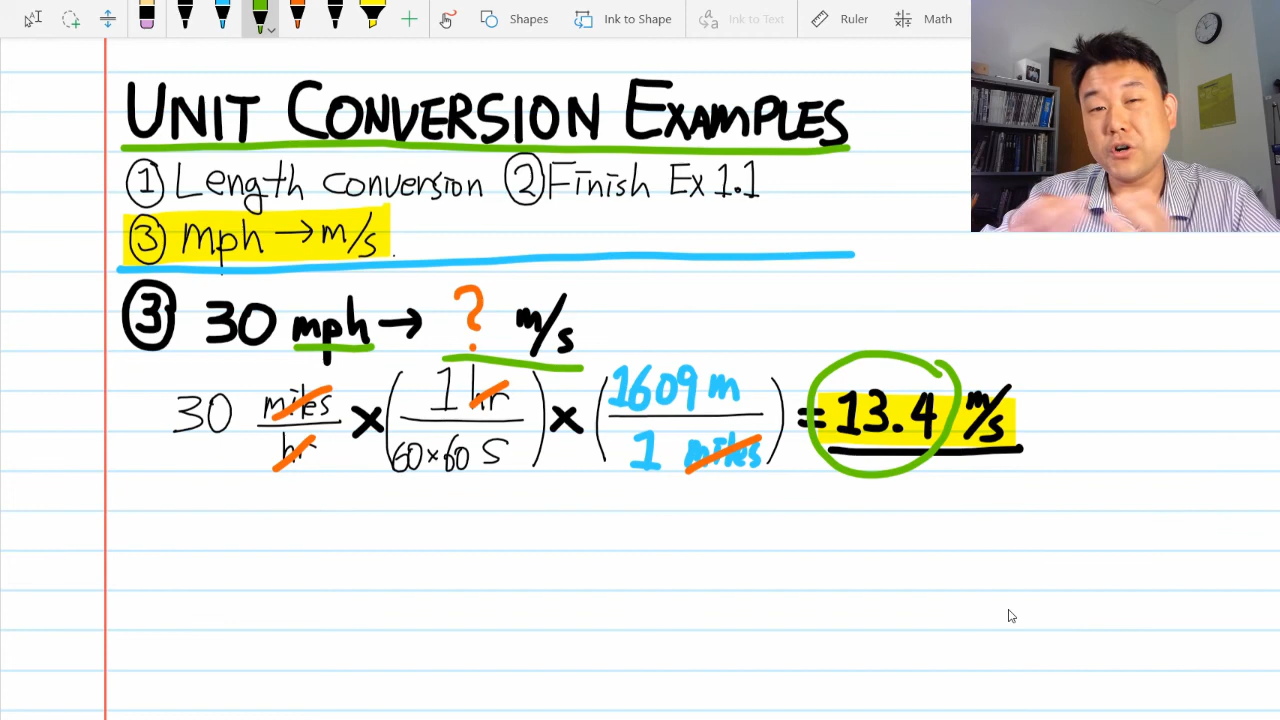 Shapes Ink to Shape Ink to Text Ruler Math
UNIT CONVERSION EXAMPLES
① Length conversion ② Finish Ex 1.1
③ mph → m/s
③ 30 mph → ? m/s
30 miles/hr × (1 hr / 60×60 S) × (1609 m / 1 miles) = 13.4 m/s